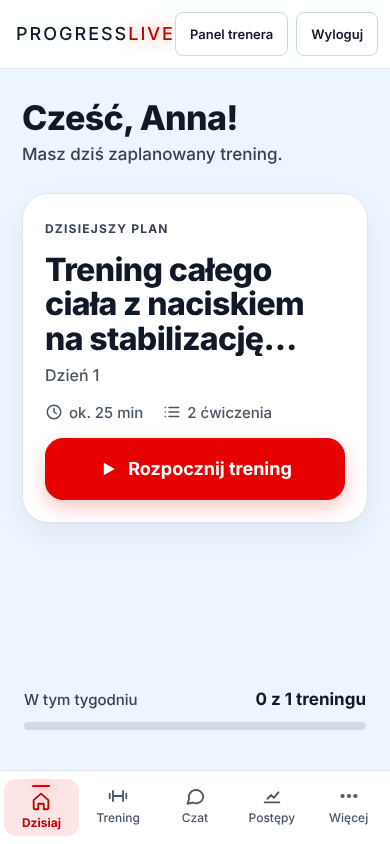 PROGRESSLIVE
Panel trenera
Wyloguj
Cześć, Anna!
Masz dziś zaplanowany trening.
DZISIEJSZY PLAN
Trening całego
ciała z naciskiem
na stabilizację...
Dzień 1
ok. 25 min
2 ćwiczenia
Rozpocznij trening
W tym tygodniu
0 z 1 treningu
Dzisiaj
Trening
Czat
Postępy
Więcej